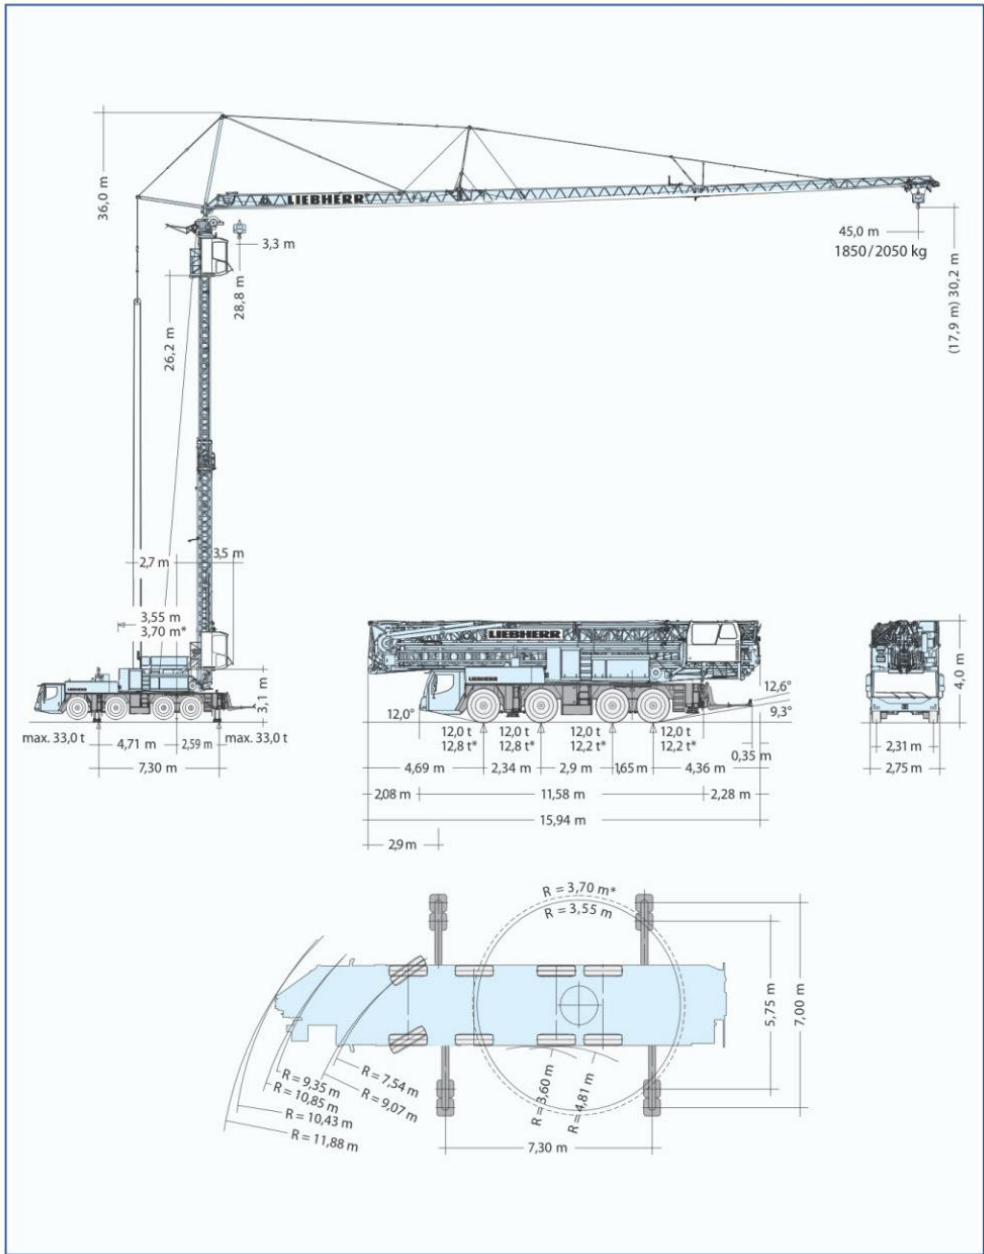 36,0 m
LIEBHERR
3,3 m
45,0 m
1850/2050 kg
28,8 m
(17,9 m) 30,2 m
26,2 m
2,7 m
3,5 m
3,55 m
3,70 m*
3,1 m
LIEBHERR
max. 33,0 t
4,71 m
2,59 m
max. 33,0 t
7,30 m
LIEBHERR
LIEBHERR
12,0°
12,6°
9,3°
12,0 t
12,8 t*
12,0 t
12,8 t*
12,0 t
12,2 t*
12,0 t
12,2 t*
0,35 m
4,69 m
2,34 m
2,9 m
1,65 m
4,36 m
2,08 m
11,58 m
2,28 m
15,94 m
2,9 m
4,0 m
2,31 m
2,75 m
R = 3,70 m*
R = 3,55 m
5,75 m
7,00 m
R = 7,54 m
R = 9,07 m
R = 9,35 m
R = 10,85 m
R = 10,43 m
R = 11,88 m
R = 3,60 m
R = 4,81 m
7,30 m